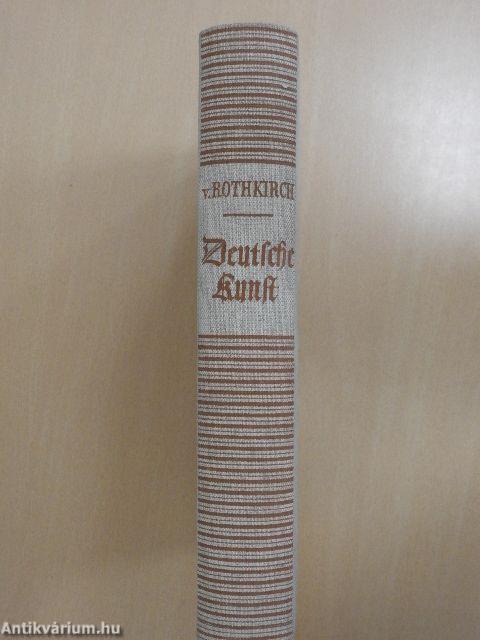 v. ROTHKIRCH
Deutsche
Kunst
Antikvárium.hu